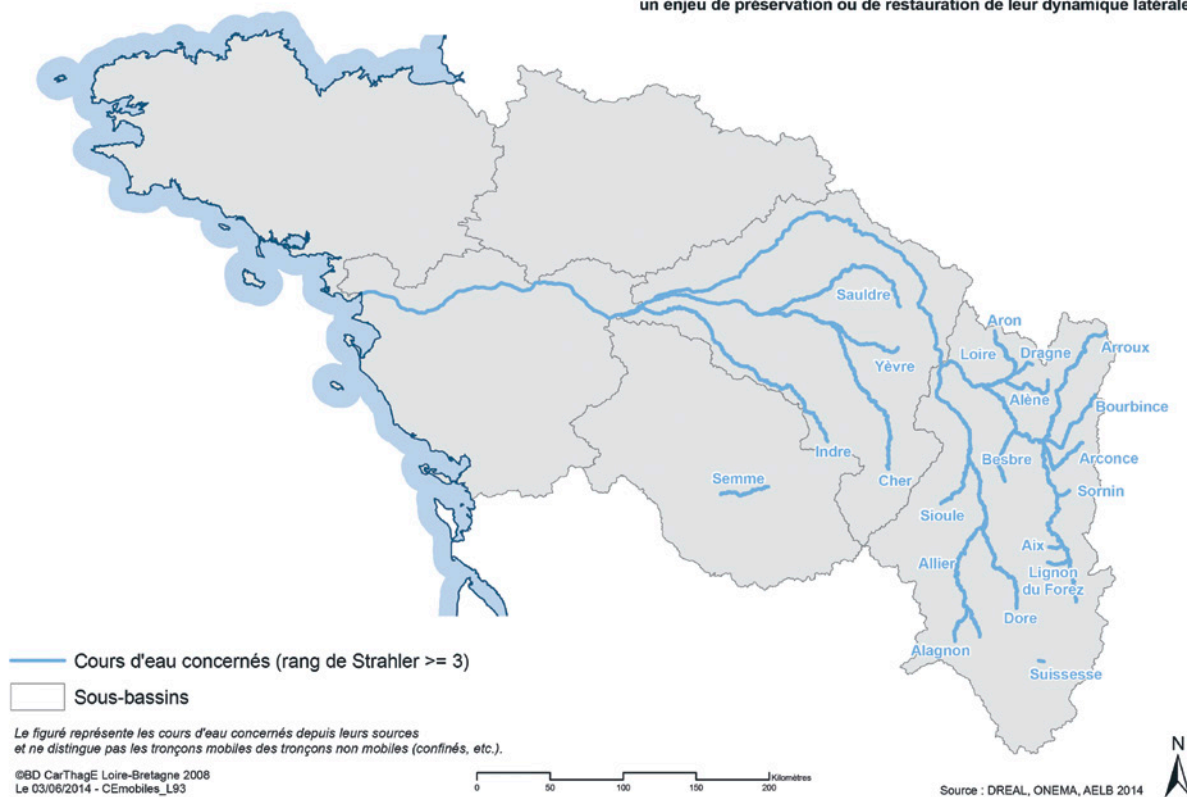 un enjeu de préservation ou de restauration de leur dynamique latérale
Sauldre
Aron
Loire
Dragne
Arroux
Yèvre
Alène
Bourbince
Indre
Besbre
Arconce
Semme
Cher
Sornin
Sioule
Aix
Allier
Lignon
du Forez
Dore
Alagnon
Suissesse
Cours d'eau concernés (rang de Strahler >= 3)
Sous-bassins
Le figuré représente les cours d'eau concernés depuis leurs sources
et ne distingue pas les tronçons mobiles des tronçons non mobiles (confinés, etc.).
©BD CarThagE Loire-Bretagne 2008
Le 03/06/2014 - CEmobiles_L93
Kilomètres
0 50 100 150 200
Source : DREAL, ONEMA, AELB 2014
N